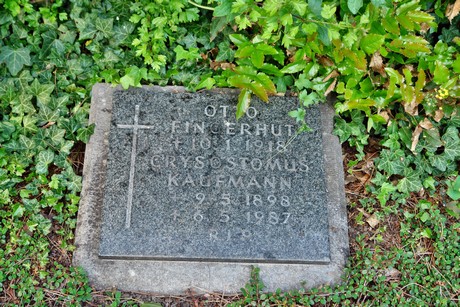 OTTO
FINGERHUT
† 10.1.1918
CRYSOSTOMUS
KAUFMANN
* 9.5.1898
† 6.5.1987
R.I.P.